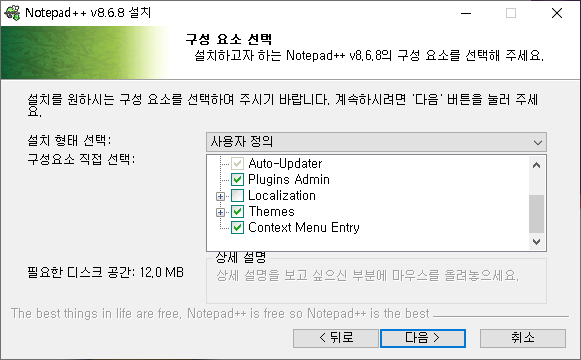 Notepad++ v8.6.8 설치
구성 요소 선택
설치하고자 하는 Notepad++ v8.6.8의 구성 요소를 선택해 주세요.
설치를 원하시는 구성 요소를 선택하여 주시기 바랍니다. 계속하시려면 '다음' 버튼을 눌러 주세
요.
설치 형태 선택:
사용자 정의
구성요소 직접 선택:
Auto-Updater
Plugins Admin
Localization
Themes
Context Menu Entry
상세 설명
필요한 디스크 공간: 12.0 MB
상세 설명을 보고 싶으신 부분에 마우스를 올려놓으세요.
The best things in life are free. Notepad++ is free so Notepad++ is the best
< 뒤로
다음 >
취소